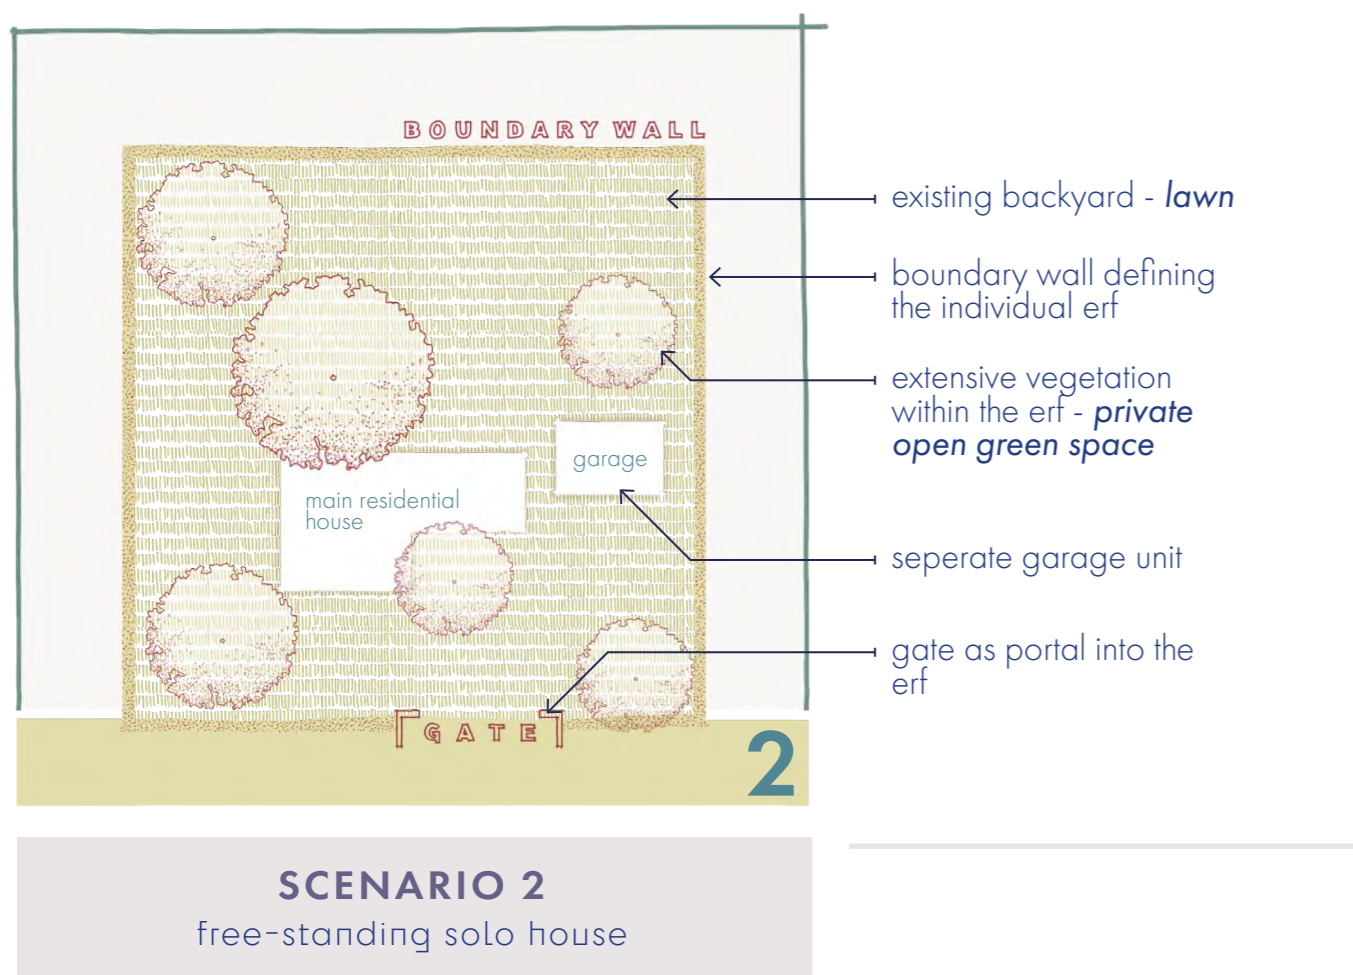 BOUNDARY WALL
existing backyard - lawn
boundary wall defining
the individual erf
extensive vegetation
within the erf - private
open green space
garage
main residential
house
seperate garage unit
gate as portal into the
erf
GATE
2
SCENARIO 2
free-standing solo house